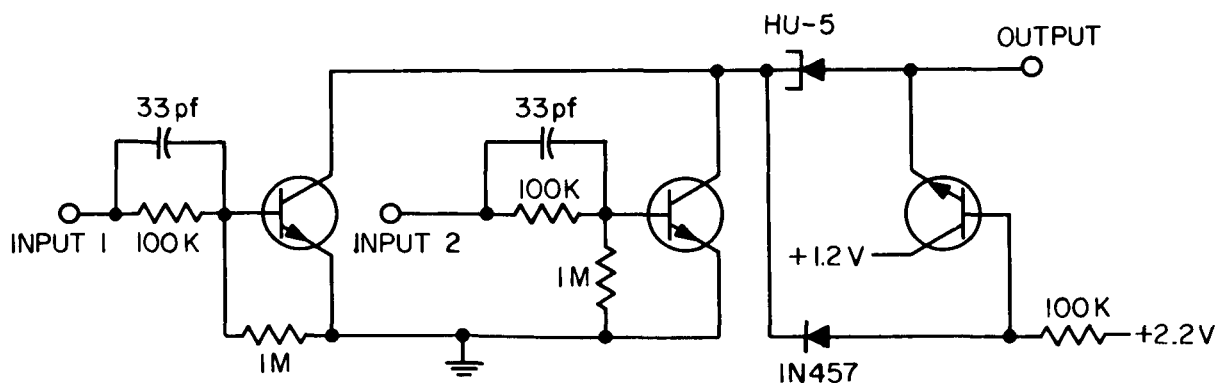 HU-5
OUTPUT
33pf
33pf
100K
100K
INPUT 1
INPUT 2
+1.2V
1M
100K
+2.2V
1M
IN457